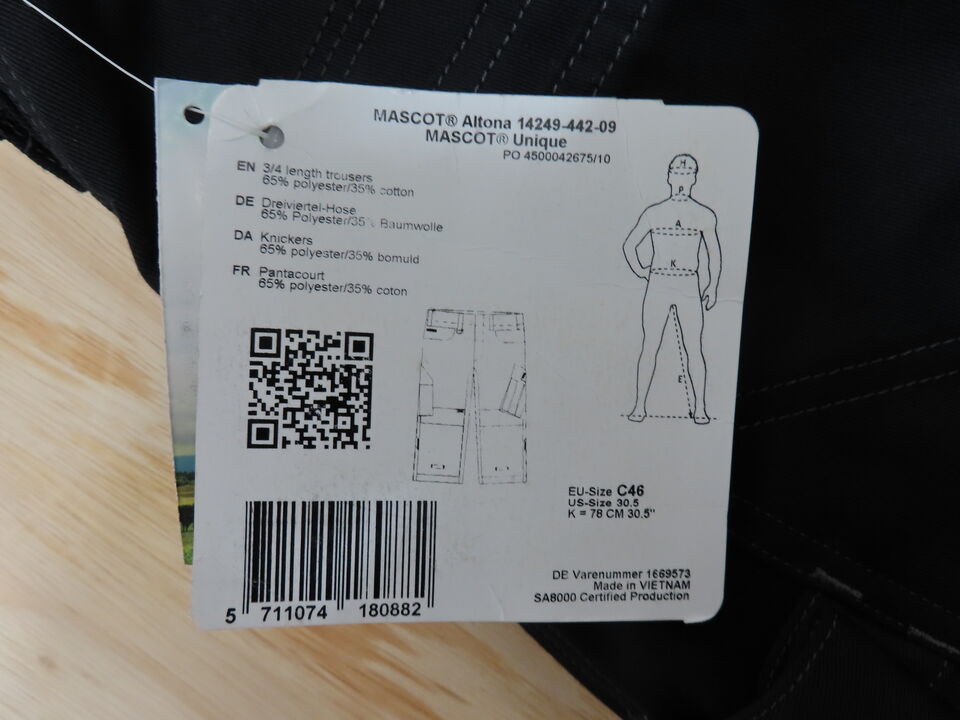 MASCOT® Altona 14249-442-09
MASCOT® Unique
PO 4500042675/10
EN 3/4 length trousers
65% polyester/35% cotton
DE Dreiviertel-Hose
65% Polyester/35% Baumwolle
DA Knickers
65% polyester/35% bomuld
FR Pantacourt
65% polyester/35% coton
H
P
A
K
E
EU-Size C46
US-Size 30.5
K = 78 CM 30.5"
DE Varenummer 1669573
Made in VIETNAM
SA8000 Certified Production
5 711074 180882